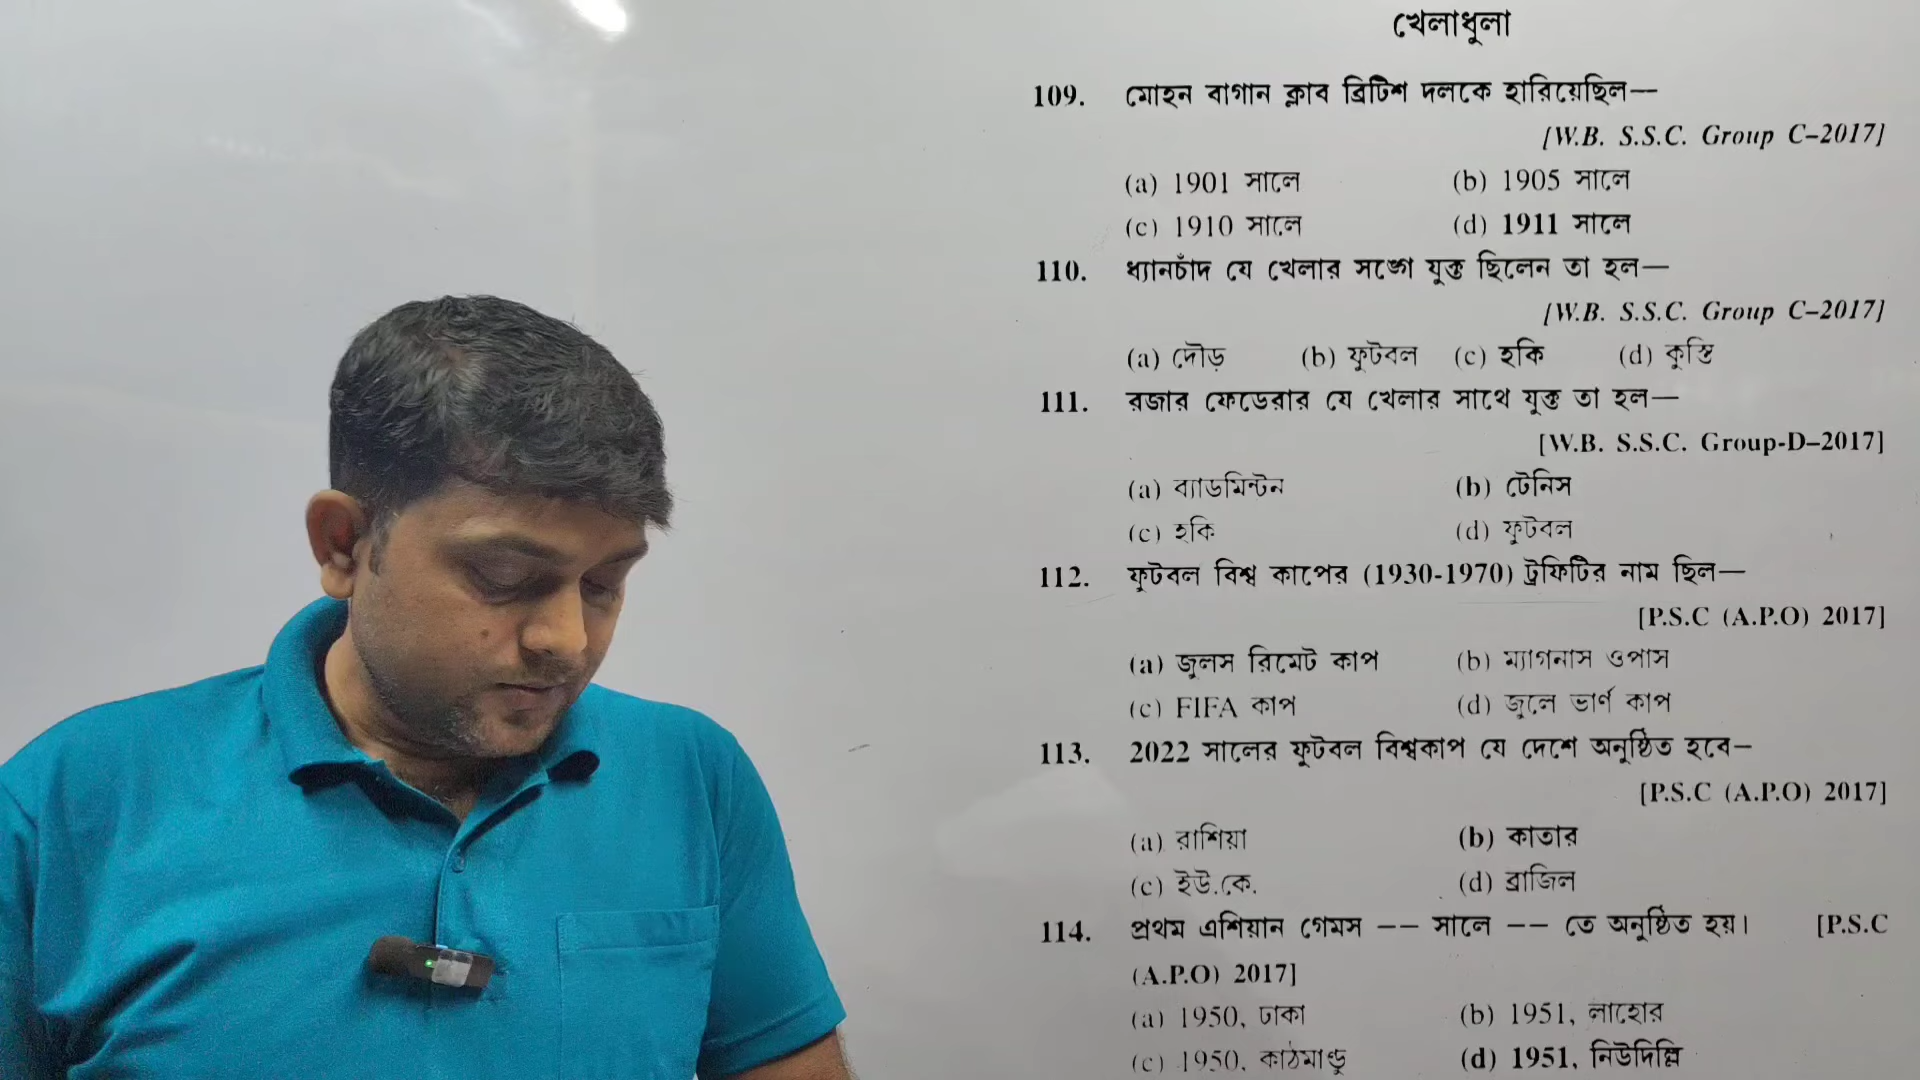 খেলাধুলা
109. মোহন বাগান ক্লাব ব্রিটিশ দলকে হারিয়েছিল—
[W.B. S.S.C. Group C–2017]
(a) 1901 সালে (b) 1905 সালে
(c) 1910 সালে (d) 1911 সালে
110. ধ্যানচাঁদ যে খেলার সঙ্গে যুক্ত ছিলেন তা হল—
[W.B. S.S.C. Group C–2017]
(a) দৌড় (b) ফুটবল (c) হকি (d) কুস্তি
111. রজার ফেডেরার যে খেলার সাথে যুক্ত তা হল—
[W.B. S.S.C. Group-D–2017]
(a) ব্যাডমিন্টন (b) টেনিস
(c) হকি (d) ফুটবল
112. ফুটবল বিশ্ব কাপের (1930-1970) ট্রফিটির নাম ছিল—
[P.S.C (A.P.O) 2017]
(a) জুলস রিমেট কাপ (b) ম্যাগনাস ওপাস
(c) FIFA কাপ (d) জুলে ভার্ণ কাপ
113. 2022 সালের ফুটবল বিশ্বকাপ যে দেশে অনুষ্ঠিত হবে–
[P.S.C (A.P.O) 2017]
(a) রাশিয়া (b) কাতার
(c) ইউ.কে. (d) ব্রাজিল
114. প্রথম এশিয়ান গেমস –– সালে –– তে অনুষ্ঠিত হয়। [P.S.C
(A.P.O) 2017]
(a) 1950, ঢাকা (b) 1951, লাহোর
(c) 1950, কাঠমান্ডু (d) 1951, নিউদিল্লি